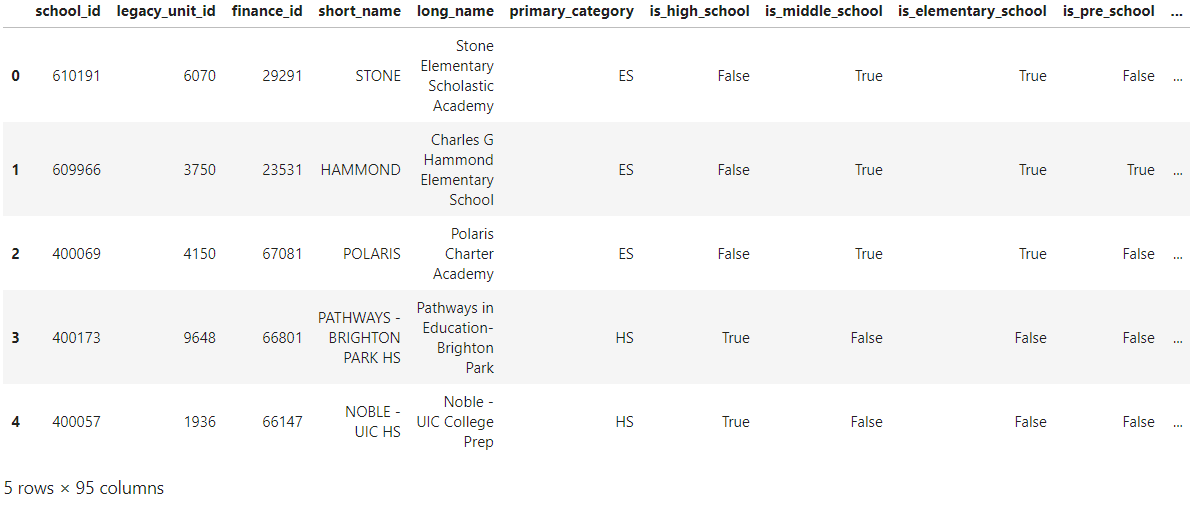 school_id legacy_unit_id finance_id short_name long_name primary_category is_high_school is_middle_school is_elementary_school is_pre_school ...
0 610191 6070 29291 STONE Stone Elementary Scholastic Academy ES False True True False ...
1 609966 3750 23531 HAMMOND Charles G Hammond Elementary School ES False True True True ...
2 400069 4150 67081 POLARIS Polaris Charter Academy ES False True True False ...
3 400173 9648 66801 PATHWAYS - BRIGHTON PARK HS Pathways in Education- Brighton Park HS True False False False ...
4 400057 1936 66147 NOBLE - UIC HS Noble - UIC College Prep HS True False False False ...
5 rows × 95 columns